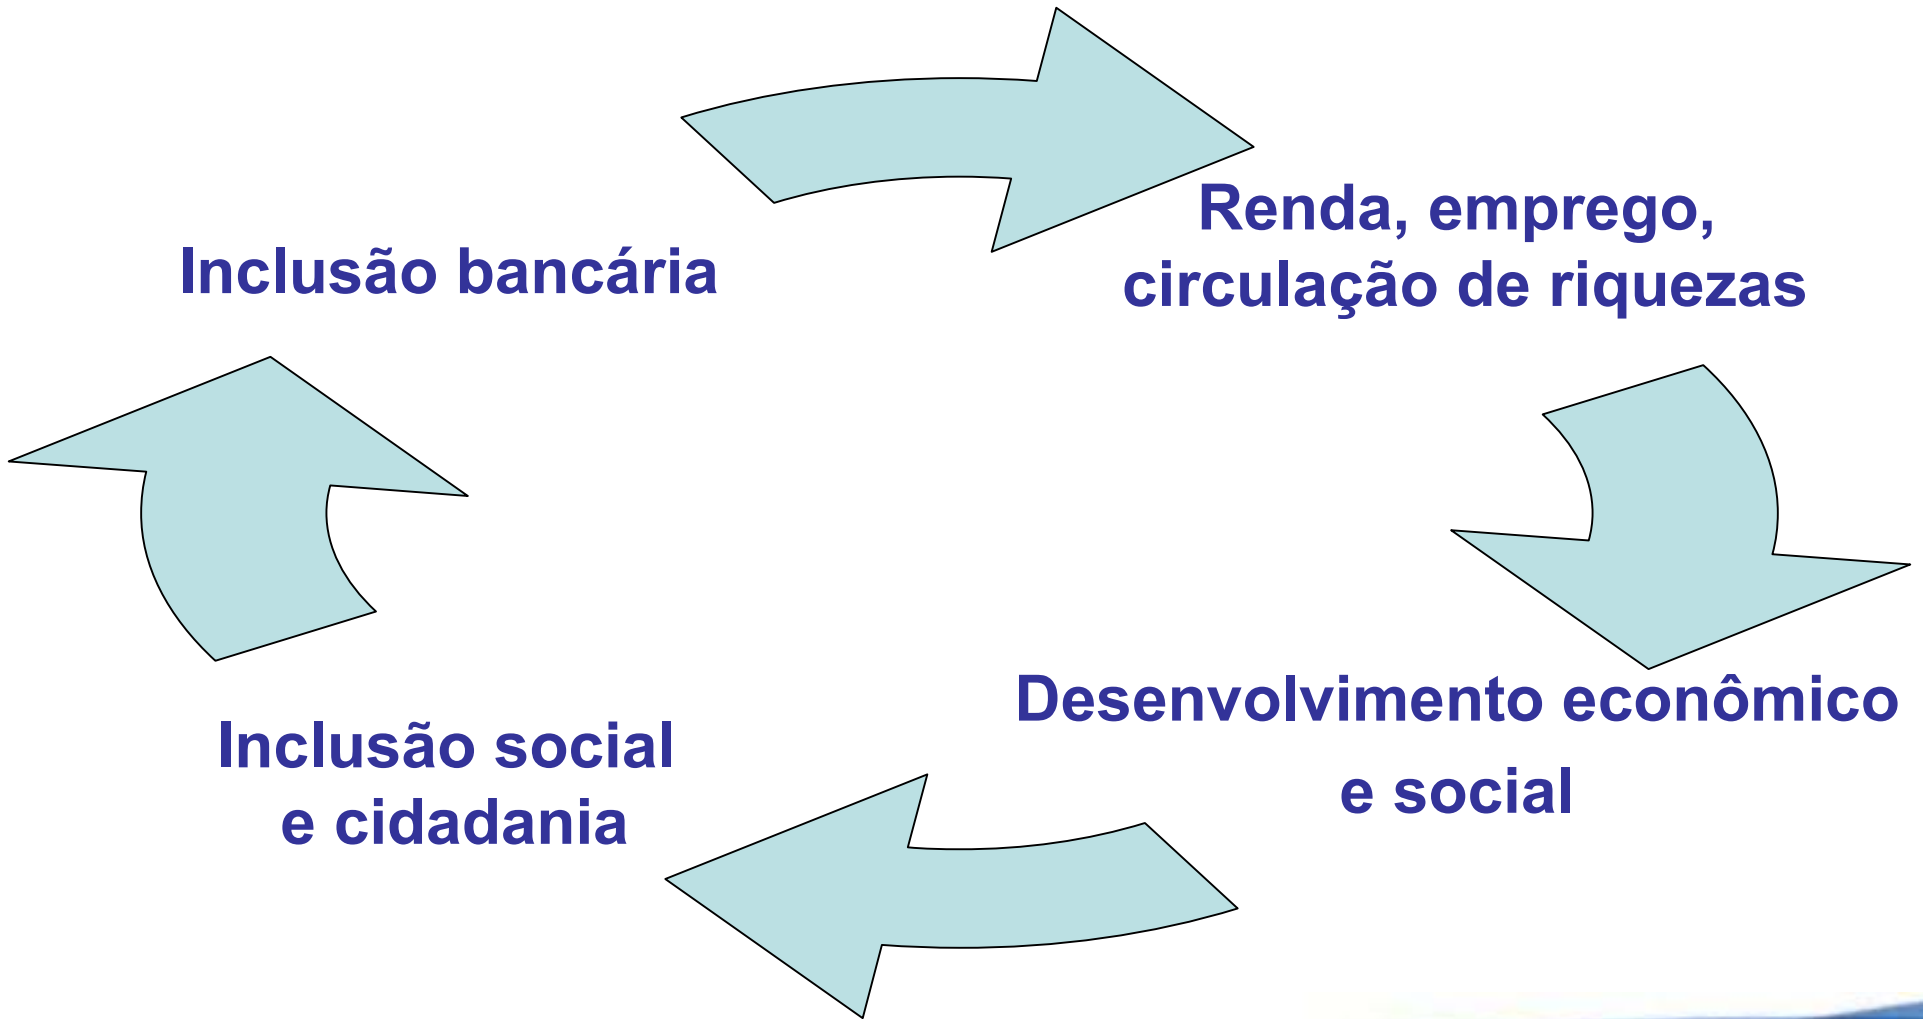 Inclusão bancária
Renda, emprego,
circulação de riquezas
Desenvolvimento econômico
e social
Inclusão social
e cidadania